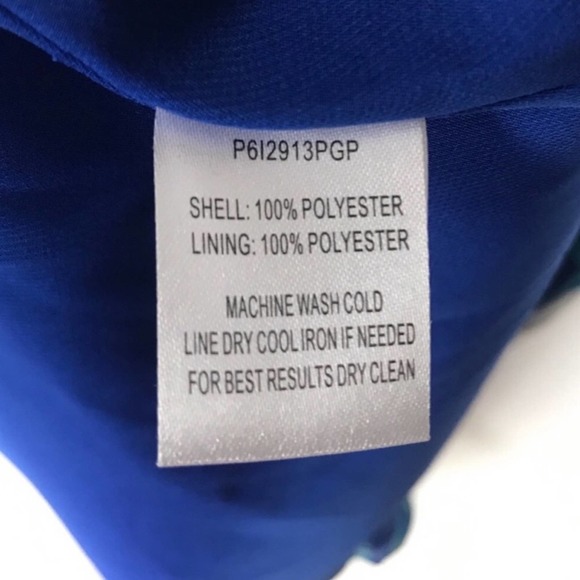 P6I2913PGP
SHELL: 100% POLYESTER
LINING: 100% POLYESTER
MACHINE WASH COLD
LINE DRY COOL IRON IF NEEDED
FOR BEST RESULTS DRY CLEAN